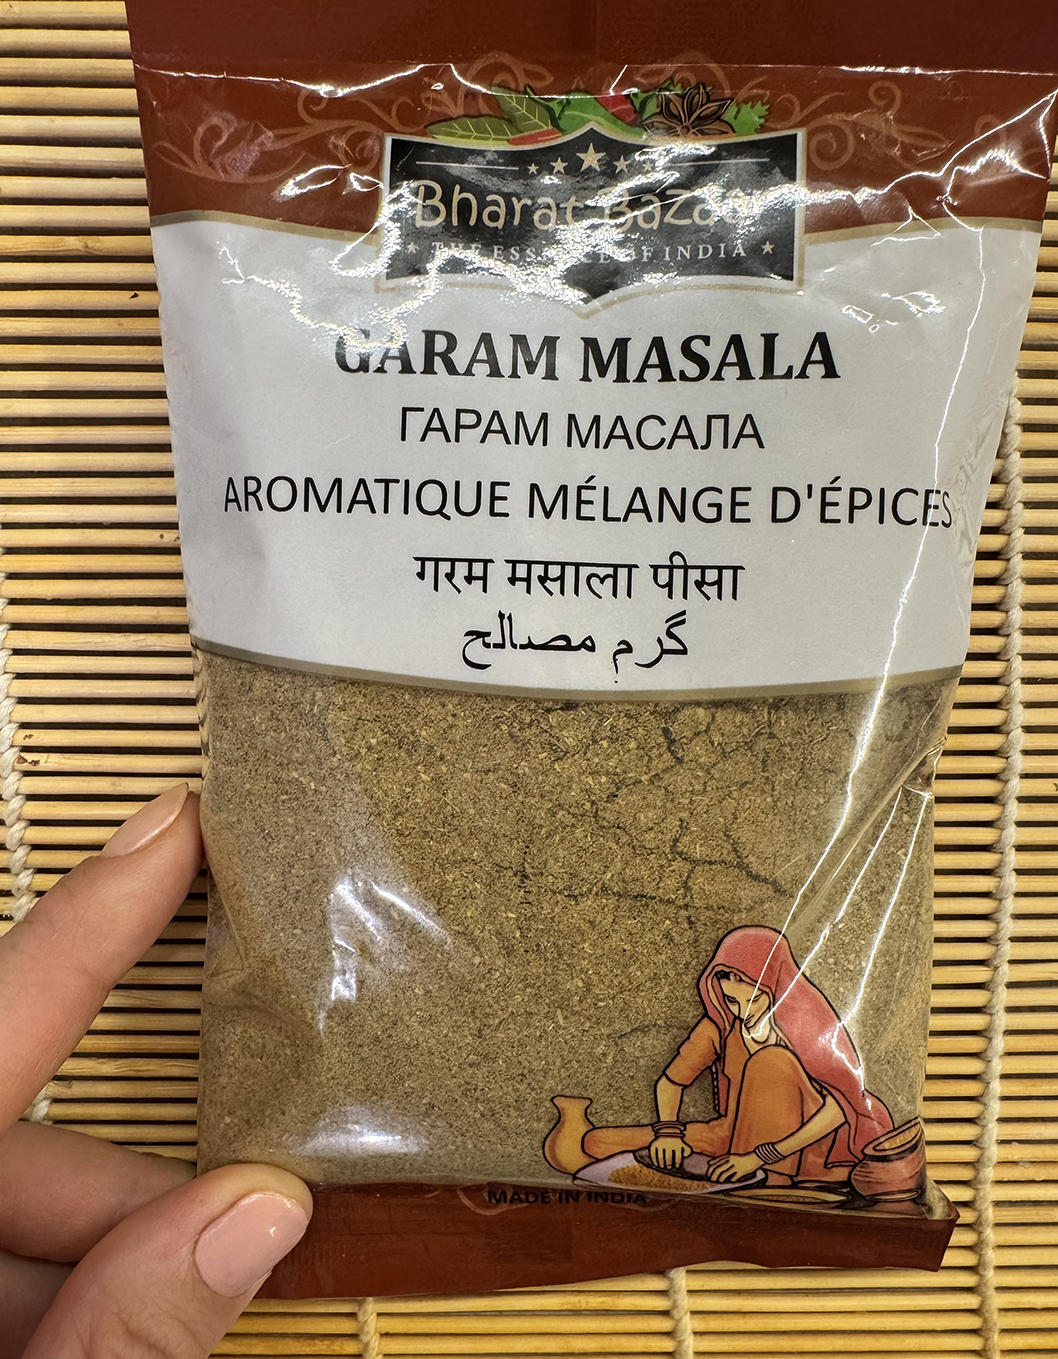 Bharat BaZaar
THE ESSENCE OF INDIA
GARAM MASALA
ГАРАМ МАСАЛА
AROMATIQUE MÉLANGE D'ÉPICES
गरम मसाला पीसा
گرم مصالح
MADE IN INDIA